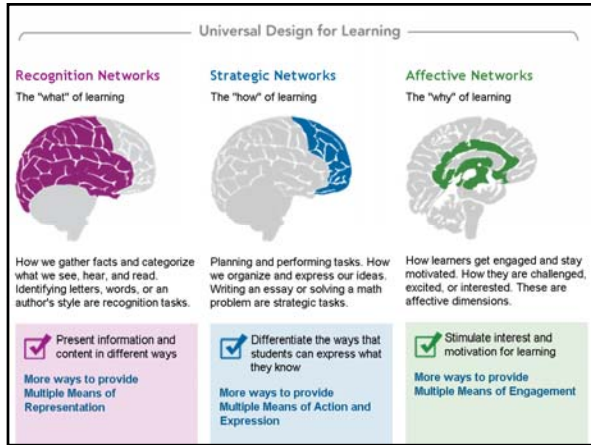 Universal Design for Learning
Recognition Networks
The "what" of learning
How we gather facts and categorize
what we see, hear, and read.
Identifying letters, words, or an
author's style are recognition tasks.
Present information and
content in different ways
More ways to provide
Multiple Means of
Representation
Strategic Networks
The "how" of learning
Planning and performing tasks. How
we organize and express our ideas.
Writing an essay or solving a math
problem are strategic tasks.
Differentiate the ways that
students can express what
they know
More ways to provide
Multiple Means of Action and
Expression
Affective Networks
The "why" of learning
How learners get engaged and stay
motivated. How they are challenged,
excited, or interested. These are
affective dimensions.
Stimulate interest and
motivation for learning
More ways to provide
Multiple Means of Engagement